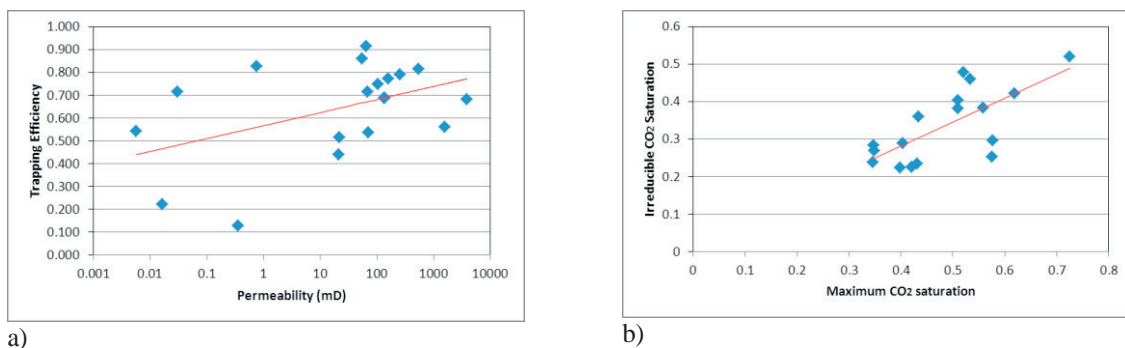 1.000
0.900
0.800
0.700
0.600
0.500
0.400
0.300
0.200
0.100
0.000
Trapping Efficiency
0.001 0.01 0.1 1 10 100 1000 10000
Permeability (mD)
a)
0.6
0.5
0.4
0.3
0.2
0.1
0
Irreducible CO2 Saturation
0 0.1 0.2 0.3 0.4 0.5 0.6 0.7 0.8
Maximum CO2 saturation
b)